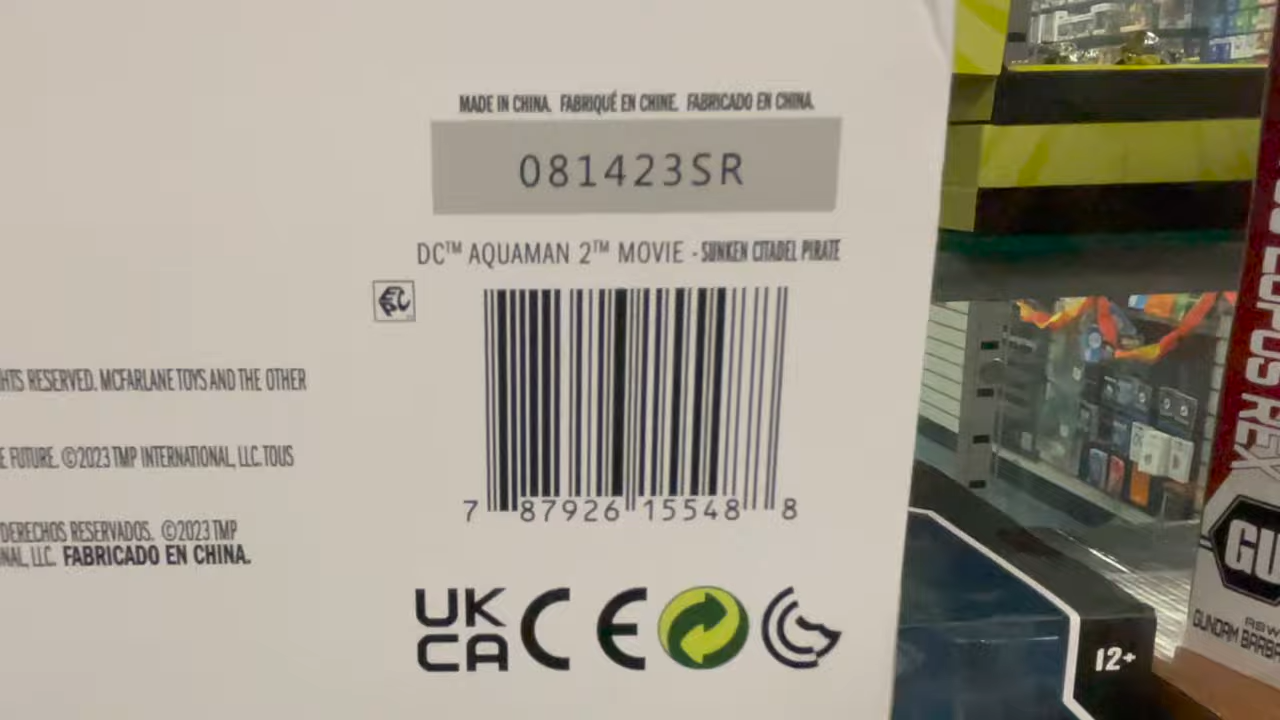 MADE IN CHINA. FABRIQUÉ EN CHINE. FABRICADO EN CHINA.
081423SR
DC™ AQUAMAN 2™ MOVIE - SUNKEN CITADEL PIRATE
HTS RESERVED. MCFARLANE TOYS AND THE OTHER
E FUTURE. ©2023 TMP INTERNATIONAL, LLC. TOUS
DERECHOS RESERVADOS. ©2023 TMP
NAL, LLC. FABRICADO EN CHINA.
7 87926 15548 8
UK
CA
CE
12+
REX
GU
GUNDAM BARBA